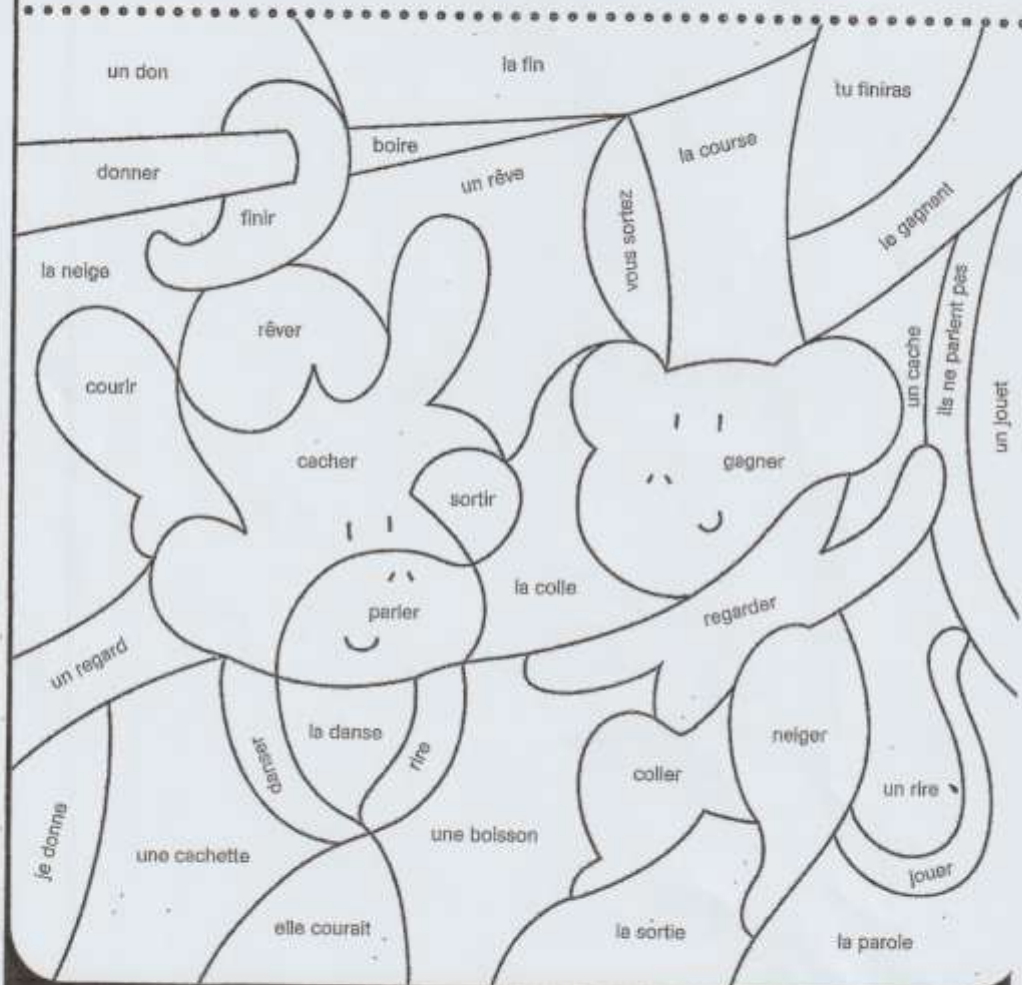 un don
la fin
tu finiras
boire
la course
donner
un rêve
vous sortez
le gagnant
finir
la neige
ils ne parlent pas
rêver
un cache
courir
un jouet
cacher
gagner
sortir
la colle
parler
regarder
un regard
la danse
neiger
danser
rire
coller
un rire
une boisson
je donne
une cachette
jouer
elle courait
la sortie
la parole